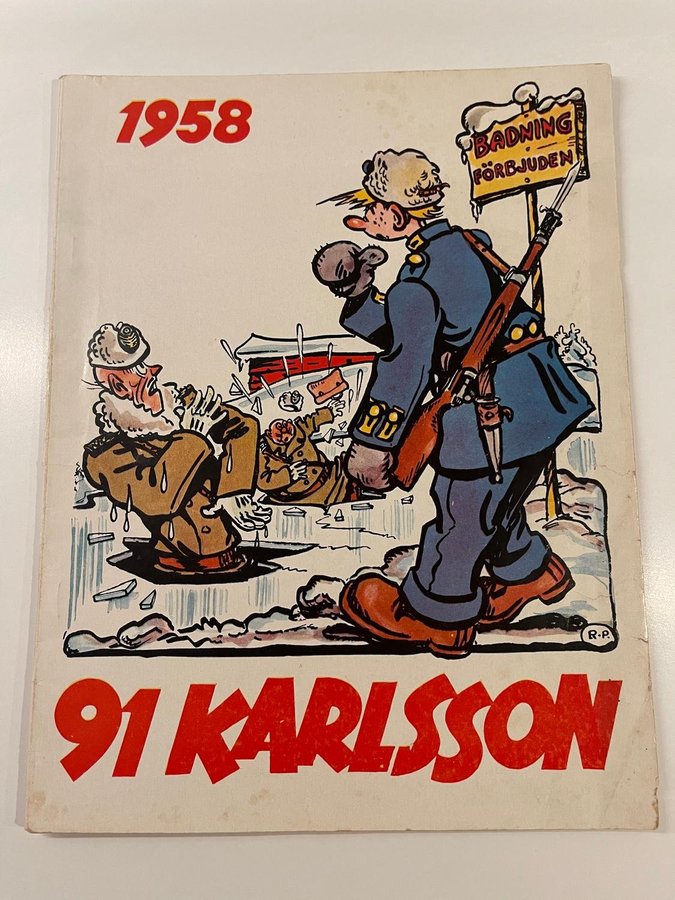 1958
BADNING
FÖRBJUDEN
R.P.
91 KARLSSON